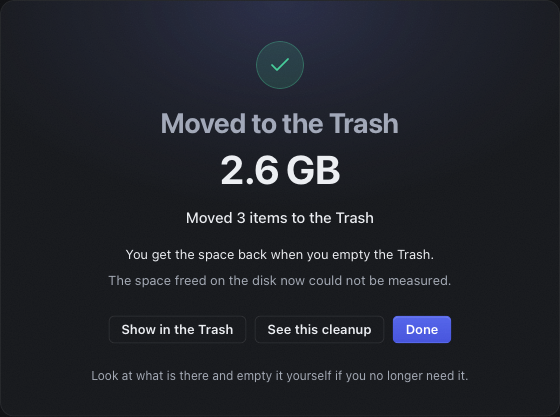 Moved to the Trash
2.6 GB
Moved 3 items to the Trash
You get the space back when you empty the Trash.
The space freed on the disk now could not be measured.
Show in the Trash
See this cleanup
Done
Look at what is there and empty it yourself if you no longer need it.